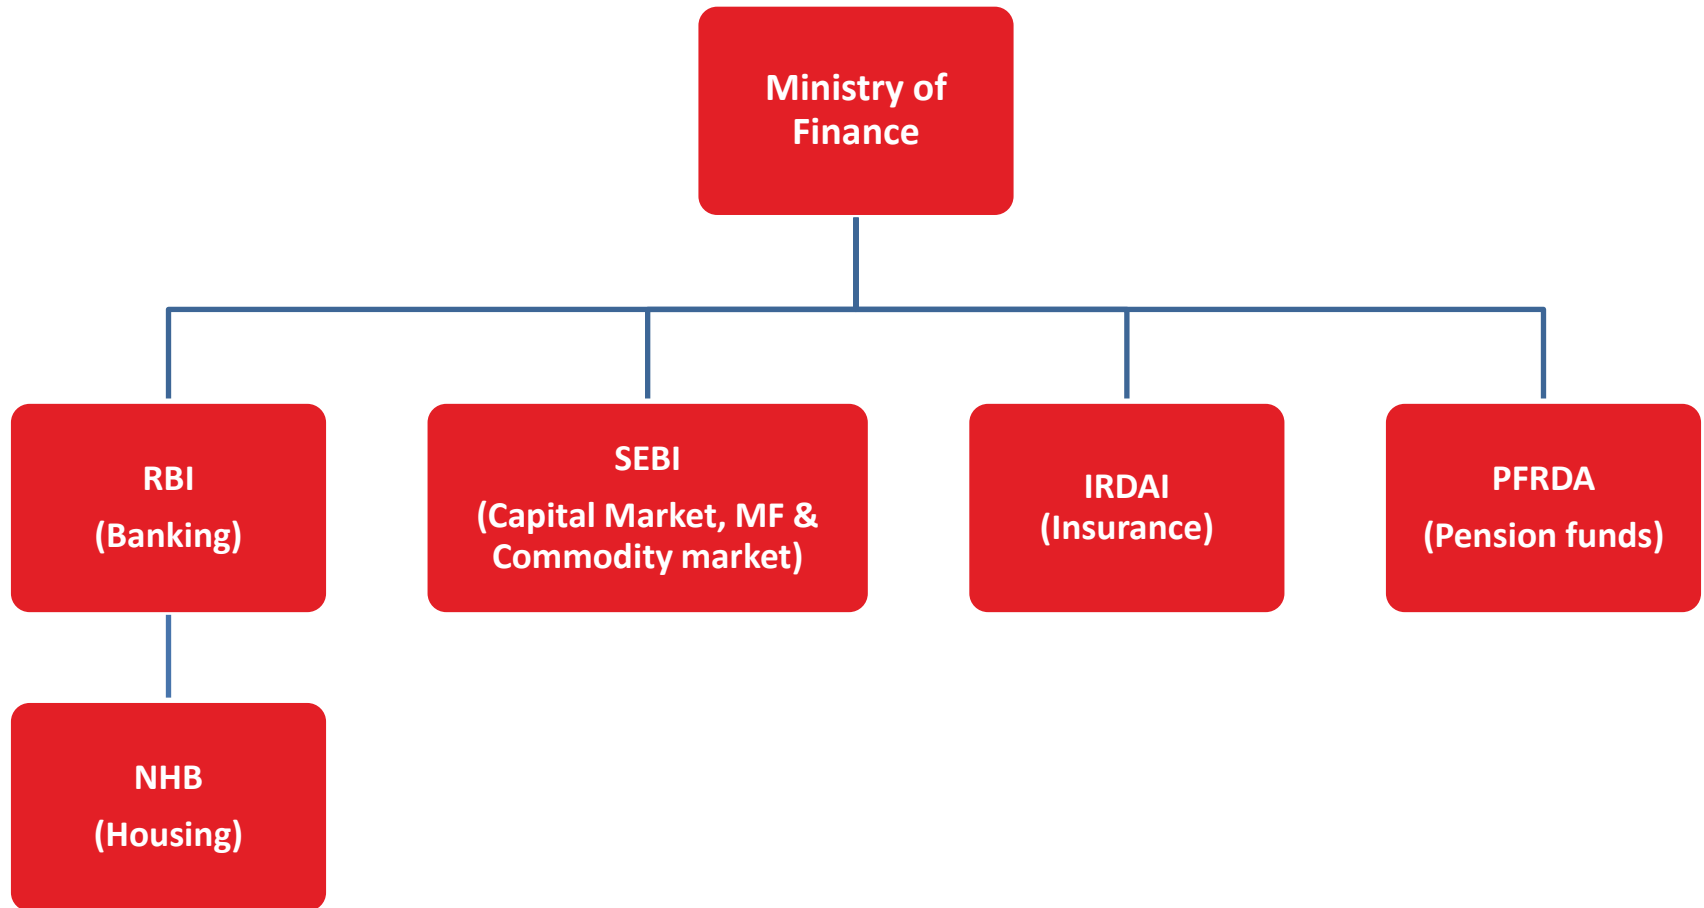 Ministry of
Finance
RBI
(Banking)
SEBI
(Capital Market, MF &
Commodity market)
IRDAI
(Insurance)
PFRDA
(Pension funds)
NHB
(Housing)